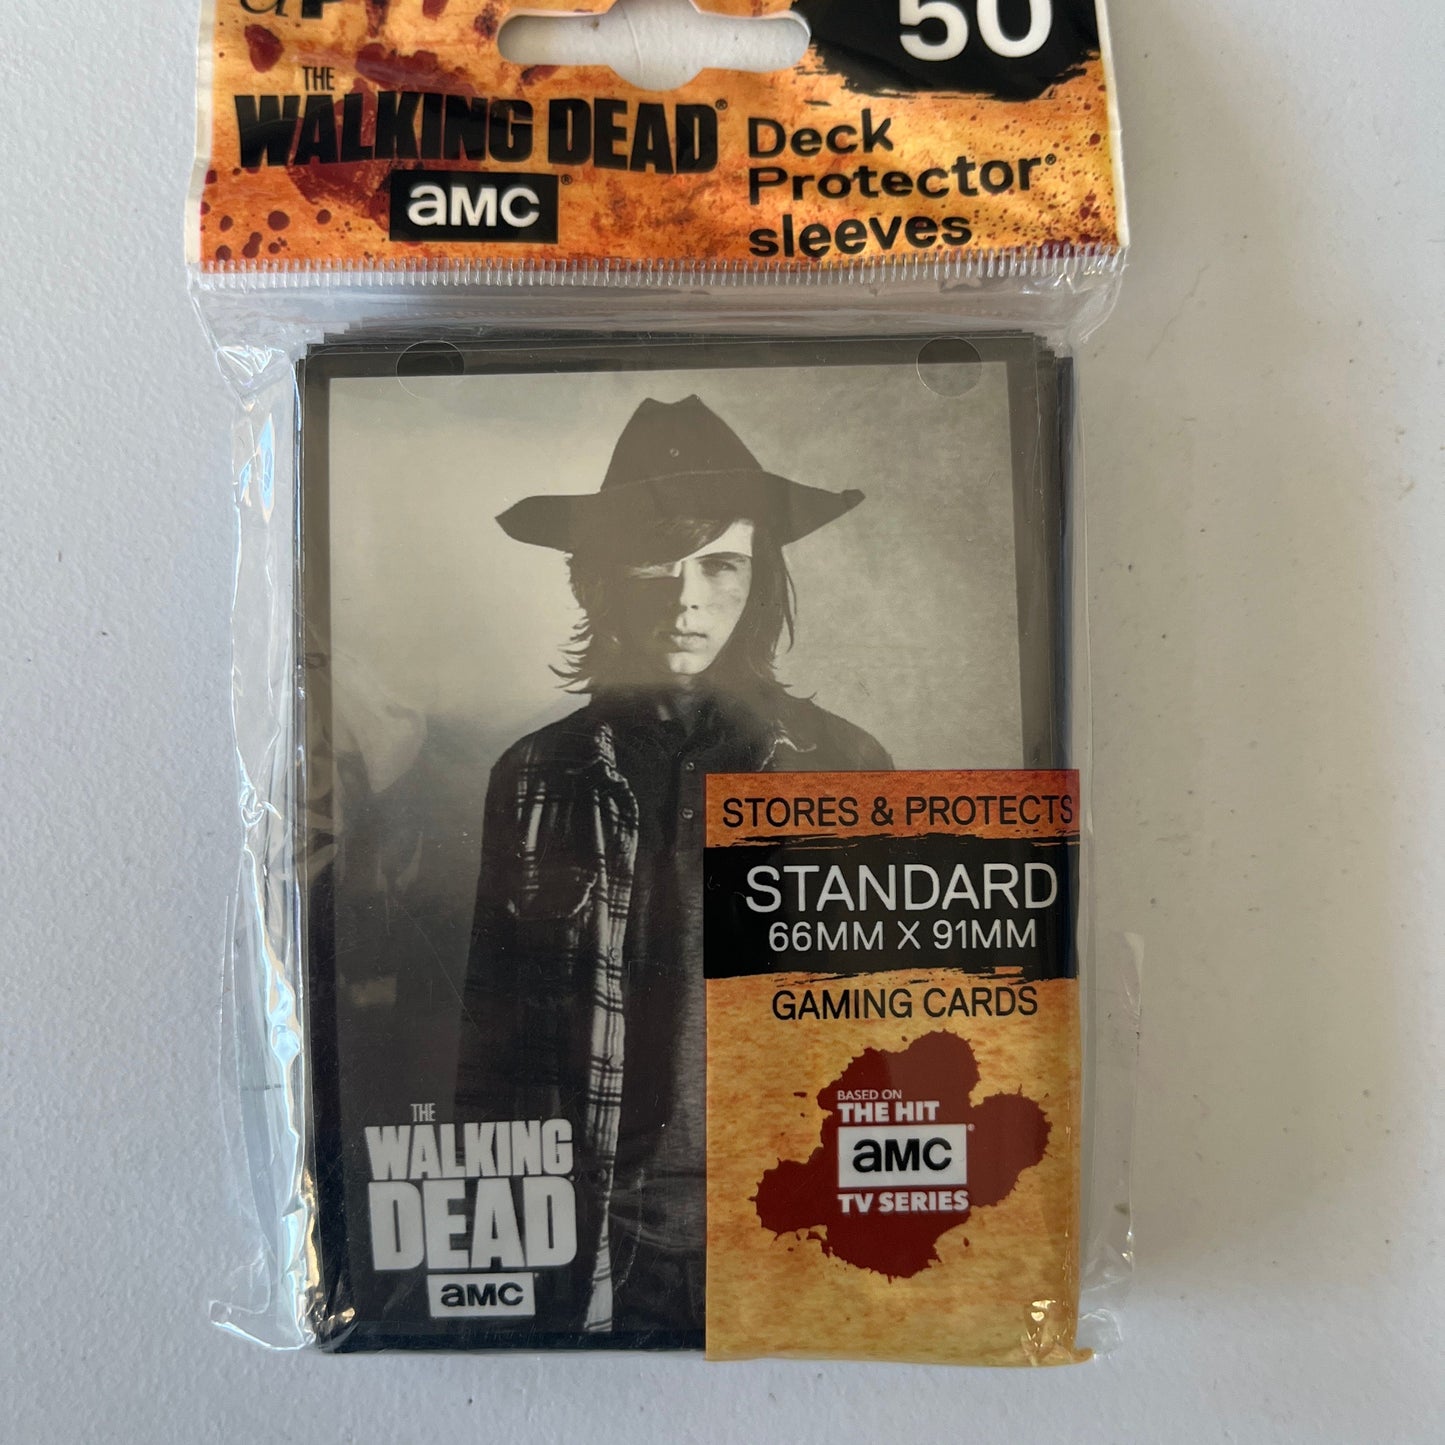 50
THE
WALKING DEAD®
aMC®
Deck
Protector®
sleeves
STORES & PROTECTS
STANDARD
66MM X 91MM
GAMING CARDS
BASED ON
THE HIT
aMC®
TV SERIES
THE
WALKING
DEAD
aMC